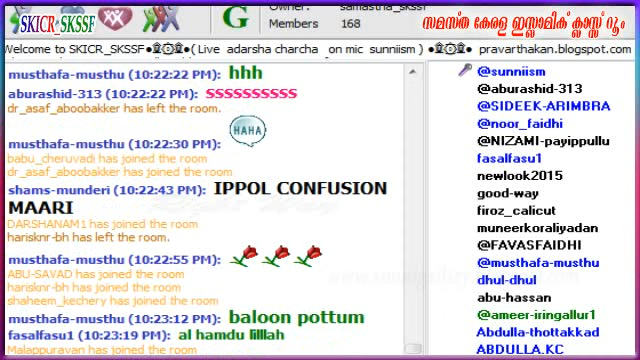 SKICR_SKSSF
G
Owner
samastha_skssf
Members
168
സമസ്ത കേരള ഇസ്ലാമിക് ക്ലാസ്സ് റൂം
Welcome to SKICR_SKSSF●۩۞۩●( Live adarsha charcha on mic sunniism ) ●۩۞۩● pravarthakan.blogspot.com
musthafa-musthu (10:22:22 PM): hhh
aburashid-313 (10:22:22 PM): ssssssssss
dr_asaf_aboobakker has left the room.
HAHA
musthafa-musthu (10:22:30 PM):
babu_cheruvadi has joined the room
dr_asaf_aboobakker has joined the room
shams-munderi (10:22:43 PM): IPPOL CONFUSION
MAARI
DARSHANAM1 has joined the room
harisknr-bh has left the room.
musthafa-musthu (10:22:55 PM):
ABU-SAVAD has joined the room
harisknr-bh has joined the room
shaheem_kechery has joined the room
musthafa-musthu (10:23:12 PM): baloon pottum
fasalfasu1 (10:23:19 PM): al hamdu lilllah
Malappuravan has joined the room
@sunniism
@aburashid-313
@SIDEEK-ARIMBRA
@noor_faidhi
@NIZAMI-payippullu
fasalfasu1
newlook2015
good-way
firoz_calicut
muneerkoraliyadan
@FAVASFAIDHI
@musthafa-musthu
dhul-dhul
abu-hassan
@ameer-iringallur1
Abdulla-thottakkad
ABDULLA.KC